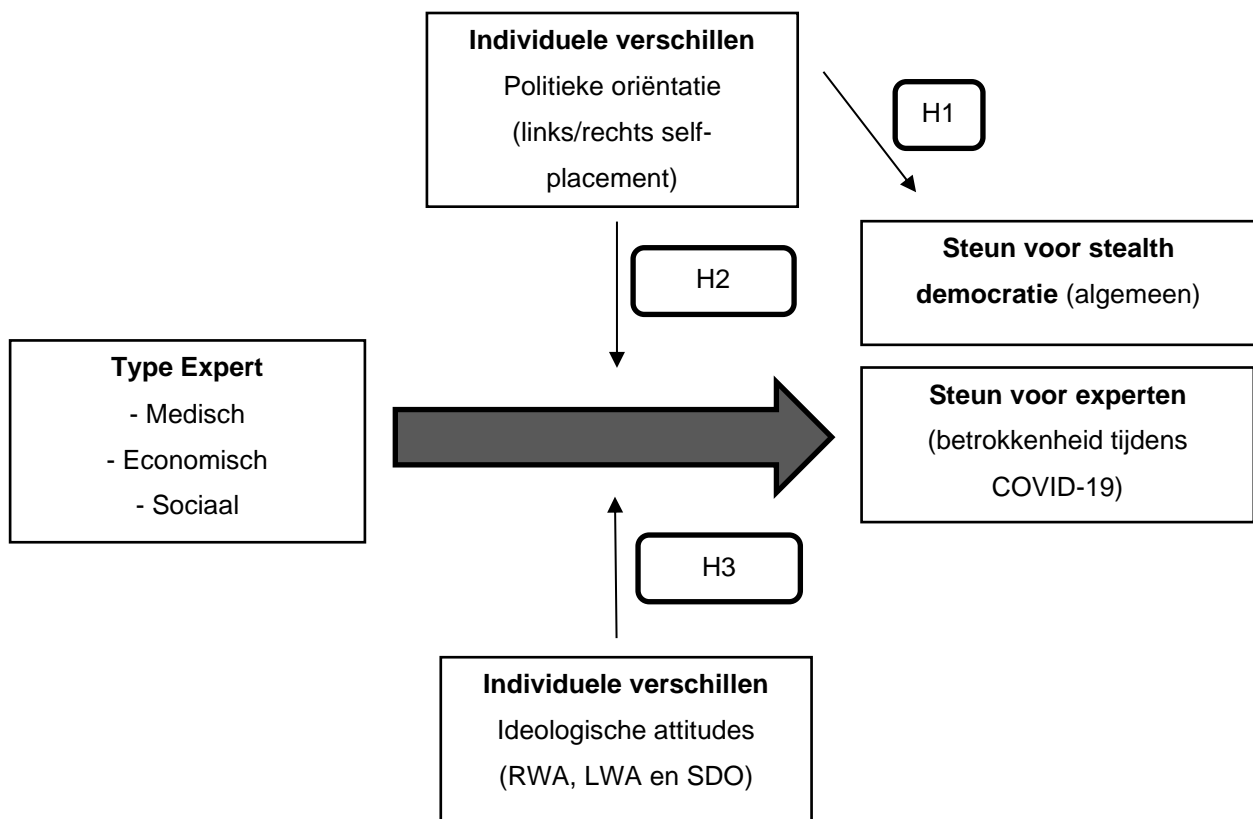 Individuele verschillen
Politieke oriëntatie
(links/rechts self-
placement)
H1
Steun voor stealth
democratie (algemeen)
H2
Type Expert
- Medisch
- Economisch
- Sociaal
Steun voor experten
(betrokkenheid tijdens
COVID-19)
H3
Individuele verschillen
Ideologische attitudes
(RWA, LWA en SDO)